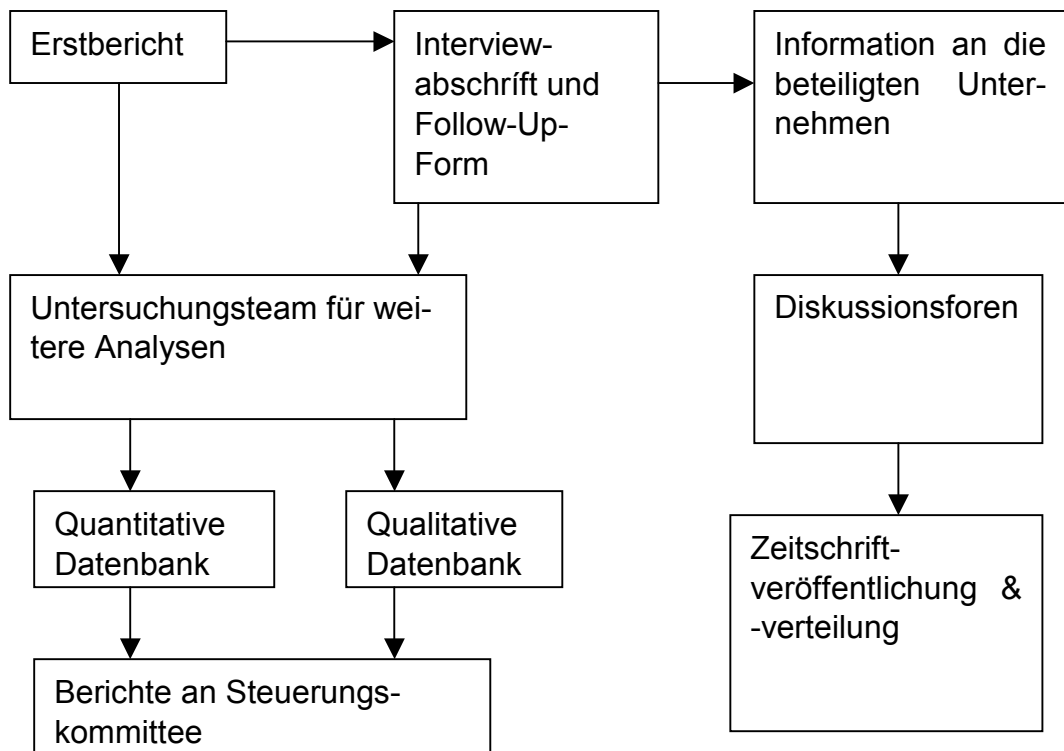 Erstbericht
Interview-
abschríft und
Follow-Up-
Form
Information an die
beteiligten Unter-
nehmen
Untersuchungsteam für wei-
tere Analysen
Diskussionsforen
Quantitative
Datenbank
Qualitative
Datenbank
Zeitschrift-
veröffentlichung &
-verteilung
Berichte an Steuerungs-
kommittee